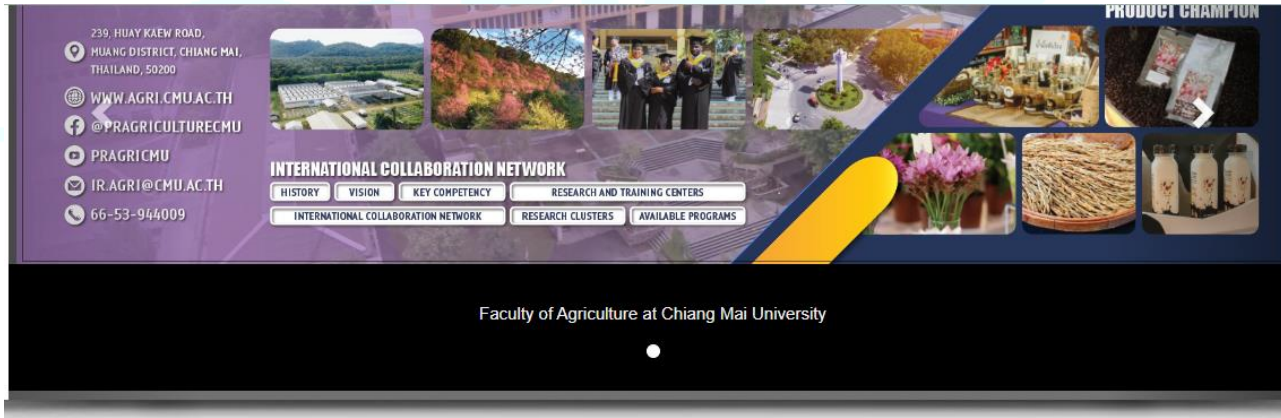 PRODUCT CHAMPION
239, HUAY KAEW ROAD,
MUANG DISTRICT, CHIANG MAI,
THAILAND, 50200
WWW.AGRI.CMU.AC.TH
@PRAGRICULTURECMU
PRAGRICMU
IR.AGRI@CMU.AC.TH
66-53-944009
INTERNATIONAL COLLABORATION NETWORK
HISTORY VISION KEY COMPETENCY RESEARCH AND TRAINING CENTERS
INTERNATIONAL COLLABORATION NETWORK RESEARCH CLUSTERS AVAILABLE PROGRAMS
Faculty of Agriculture at Chiang Mai University